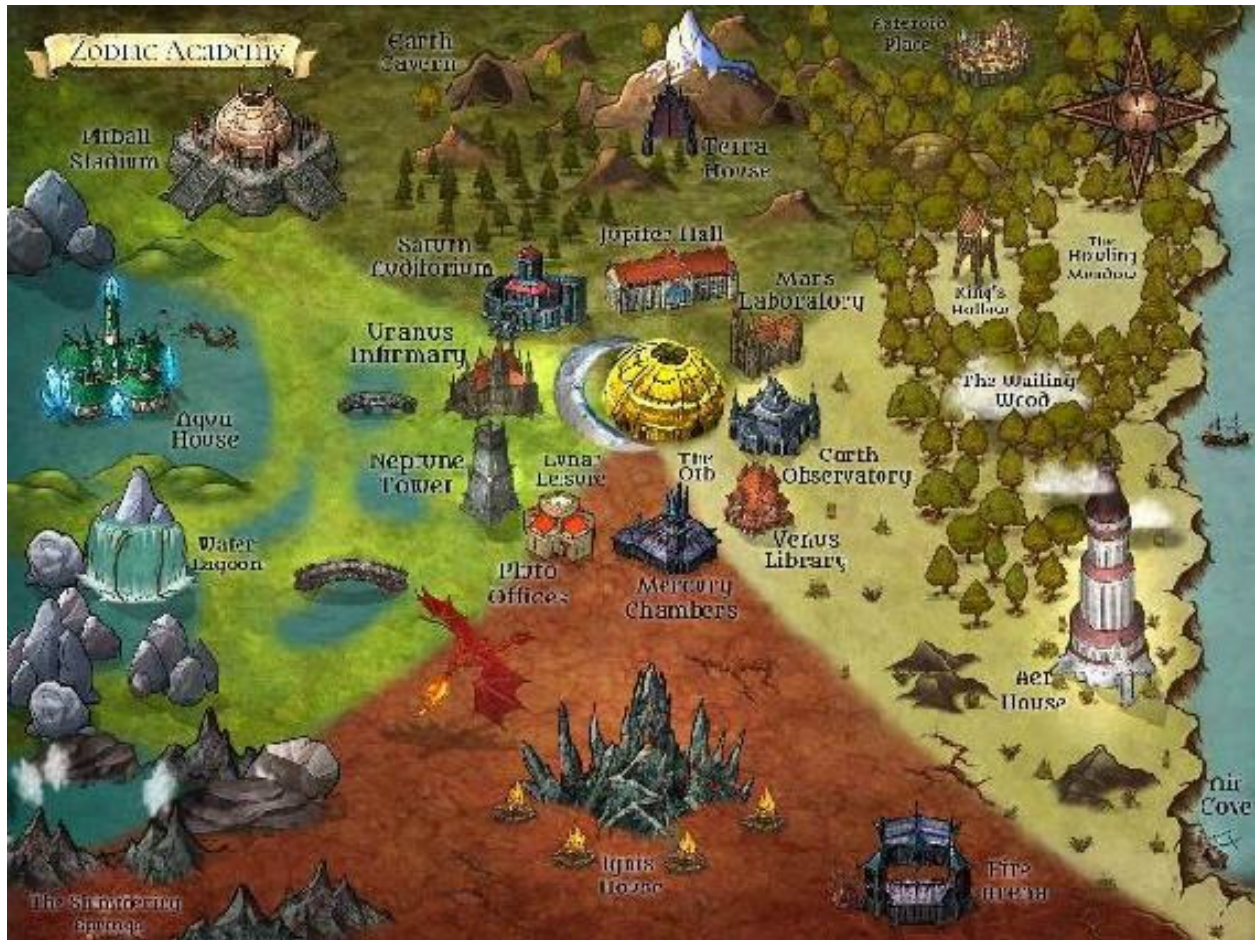 Zodiac Academy
Earth
Cavern
Asteroid
Place
Pitball
Stadium
Terra
House
Saturn
Auditorium
Jupiter Hall
Mars
Laboratory
The
Howling
Meadow
King's
Hollow
Uranus
Infirmary
The Wailing
Wood
Aqua
House
Neptune
Tower
Lunar
Leisure
The
Orb
Earth
Observatory
Water
Lagoon
Venus
Library
Pluto
Offices
Mercury
Chambers
Aer
House
Air
Cove
Ignis
House
Fire
Arena
The Shimmering
Springs